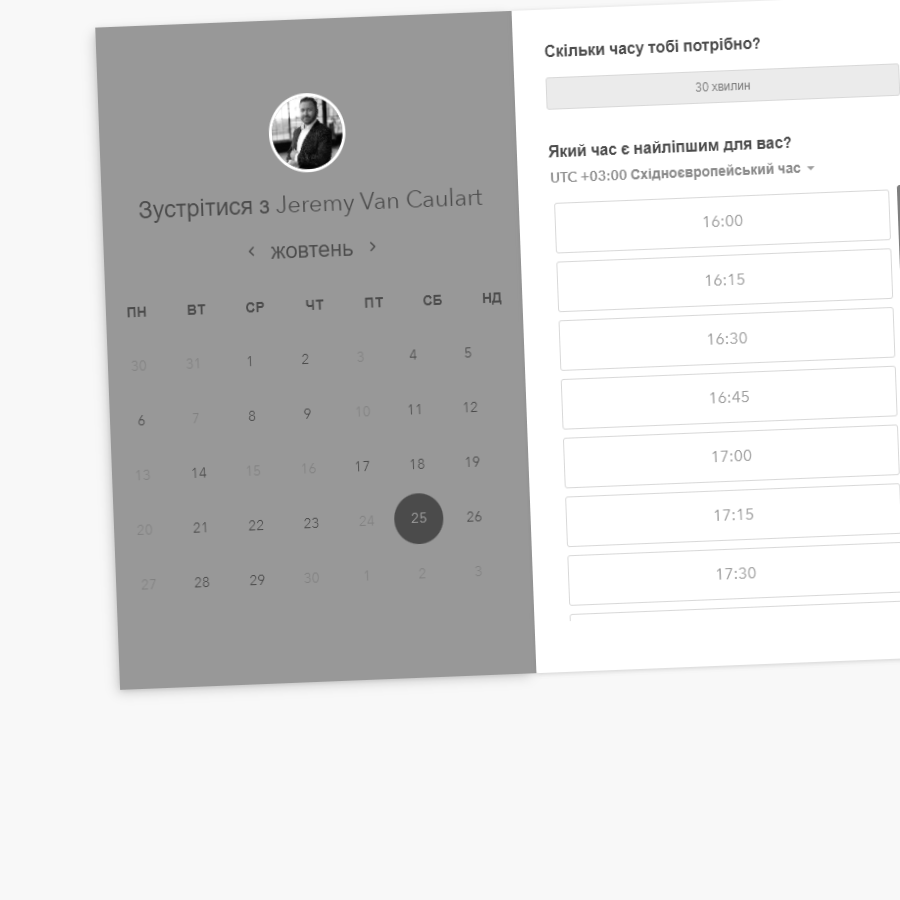 Зустрітися з Jeremy Van Caulart
жовтень
ПН ВТ СР ЧТ ПТ СБ НД
30 31 1 2 3 4 5
6 7 8 9 10 11 12
13 14 15 16 17 18 19
20 21 22 23 24 25 26
27 28 29 30 1 2 3
Скільки часу тобі потрібно?
30 хвилин
Який час є найліпшим для вас?
UTC +03:00 Східноєвропейський час
16:00
16:15
16:30
16:45
17:00
17:15
17:30